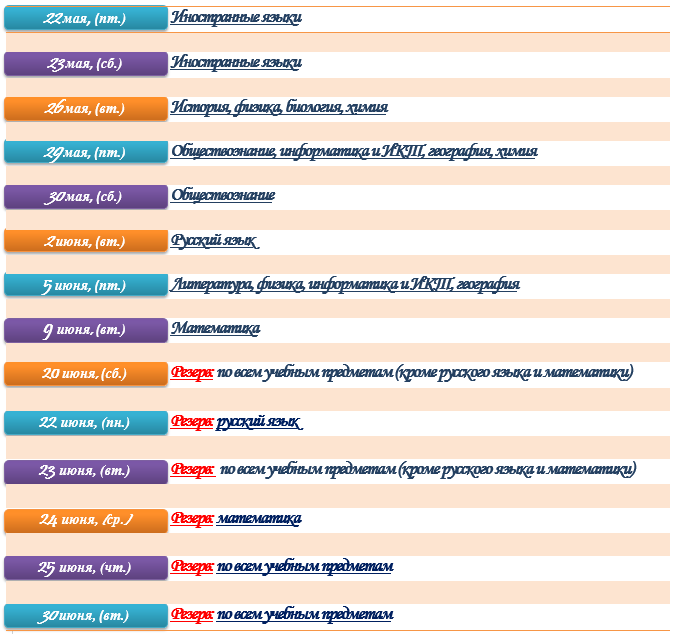 22мая, (пт.) Иностранные языки
23мая, (сб.) Иностранные языки
26мая, (вт.) История, физика, биология, химия
29мая, (пт.) Обществознание, информатика и ИКТ, география, химия
30мая, (сб.) Обществознание
2июня, (вт.) Русский язык
5 июня, (пт.) Литература, физика, информатика и ИКТ, география
9 июня, (вт.) Математика
20 июня, (сб.) Резерв: по всем учебным предметам (кроме русского языка и математики)
22 июня, (пн.) Резерв: русский язык
23 июня, (вт.) Резерв: по всем учебным предметам (кроме русского языка и математики)
24 июня, (ср.) Резерв: математика
25 июня, (чт.) Резерв: по всем учебным предметам
30июня, (вт.) Резерв: по всем учебным предметам